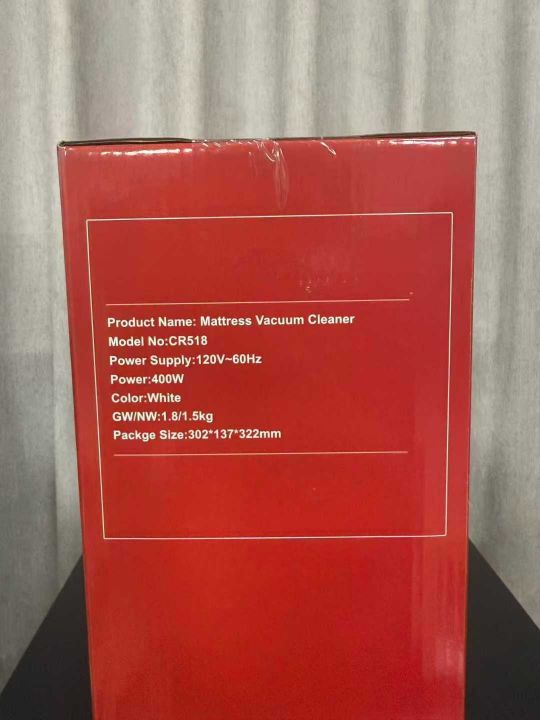 Product Name: Mattress Vacuum Cleaner
Model No:CR518
Power Supply:120V~60Hz
Power:400W
Color:White
GW/NW:1.8/1.5kg
Packge Size:302*137*322mm